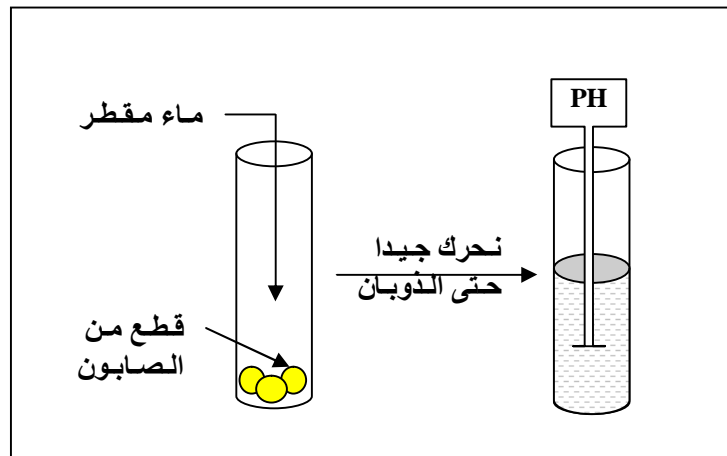 ماء مقطر
PH
نحرك جيدا
حتى الذوبان
قطع من
الصابون